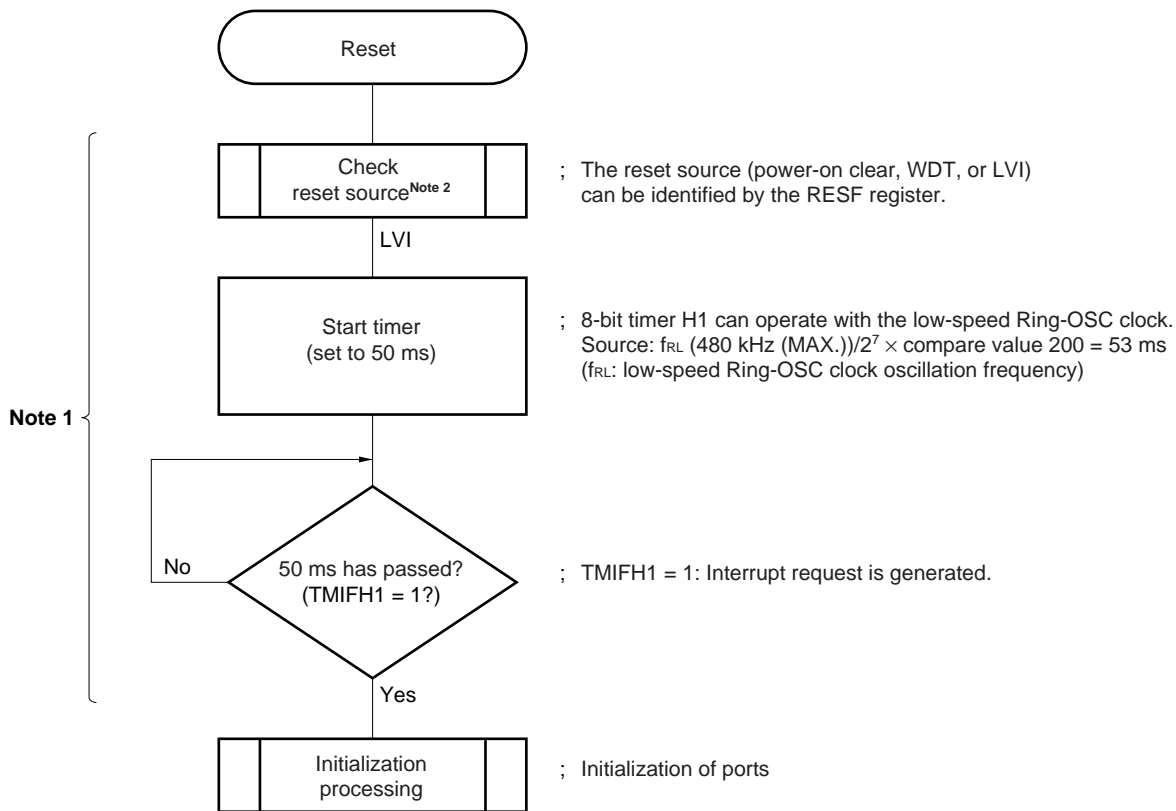 Reset
Check
reset sourceNote 2
; The reset source (power-on clear, WDT, or LVI)
can be identified by the RESF register.
LVI
Start timer
(set to 50 ms)
; 8-bit timer H1 can operate with the low-speed Ring-OSC clock.
Source: fRL (480 kHz (MAX.))/2⁷ × compare value 200 = 53 ms
(fRL: low-speed Ring-OSC clock oscillation frequency)
Note 1
No
50 ms has passed?
(TMIFH1 = 1?)
; TMIFH1 = 1: Interrupt request is generated.
Yes
Initialization
processing
; Initialization of ports